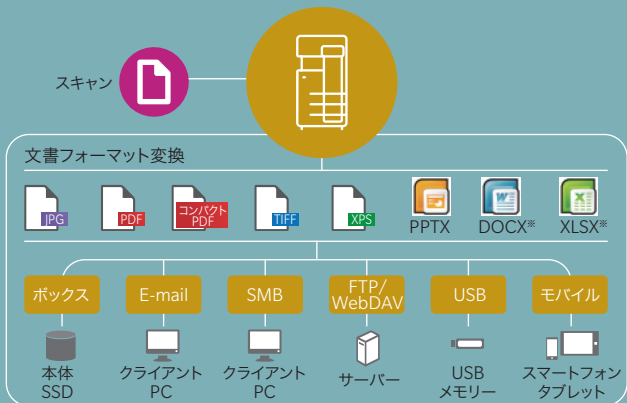 スキャン
文書フォーマット変換
JPG
PDF
コンパクト
PDF
TIFF
XPS
PPTX
DOCX※
XLSX※
ボックス
E-mail
SMB
FTP/
WebDAV
USB
モバイル
本体
SSD
クライアント
PC
クライアント
PC
サーバー
USB
メモリー
スマートフォン
タブレット